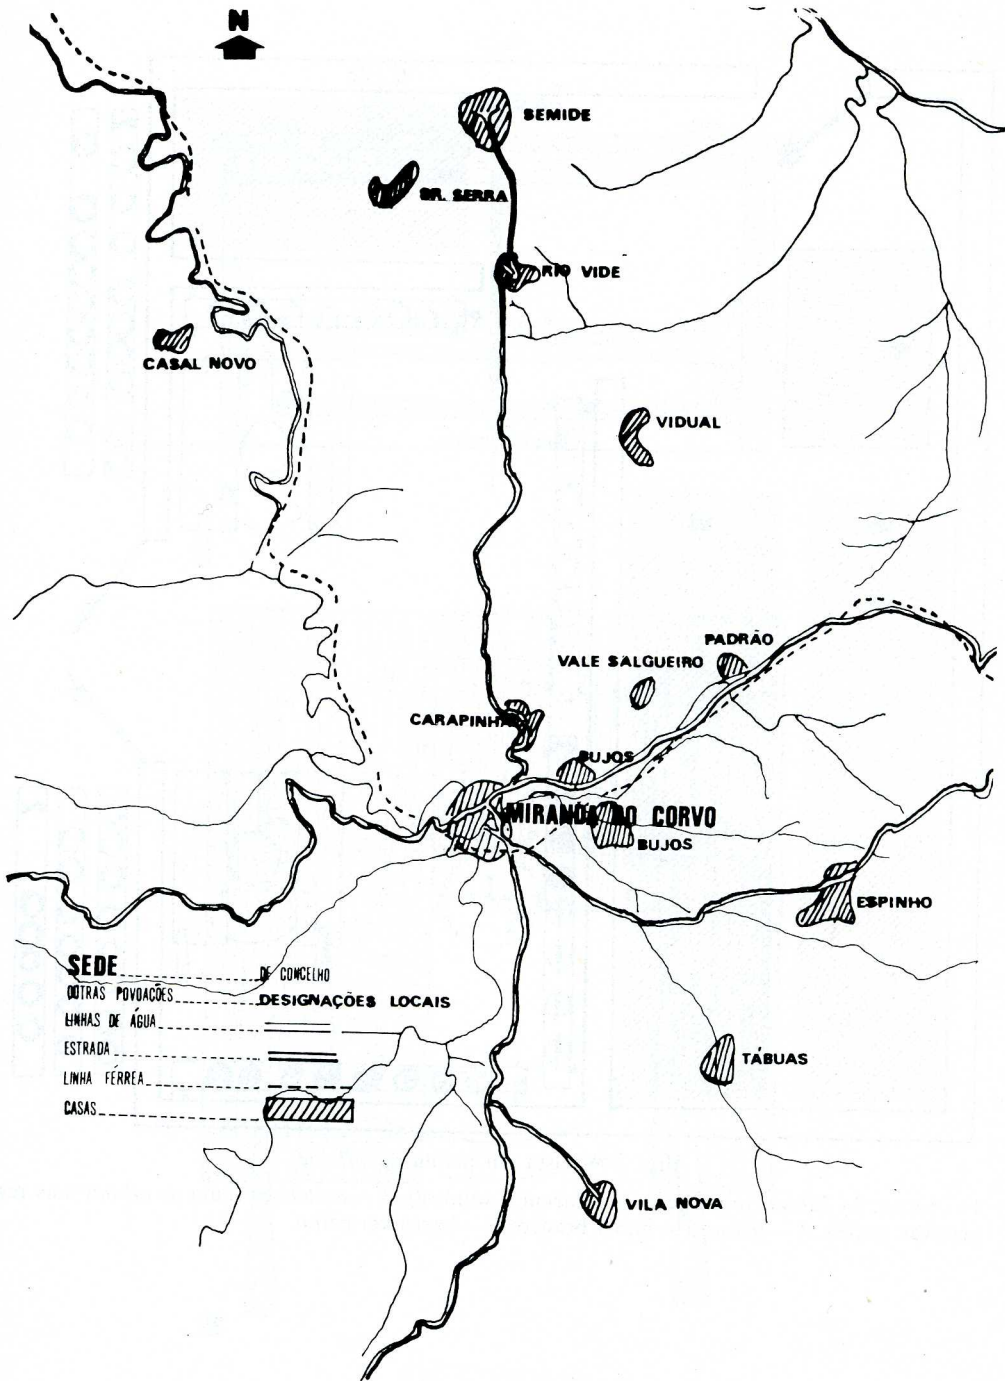 N
SEMIDE
SR. SERRA
RIO VIDE
CASAL NOVO
VIDUAL
PADRÃO
VALE SALGUEIRO
CARAPINHAL
BUJOS
MIRANDA DO CORVO
BUJOS
ESPINHO
SEDE DE CONCELHO
OUTRAS POVOAÇÕES DESIGNAÇÕES LOCAIS
LINHAS DE ÁGUA
ESTRADA
LINHA FÉRREA
CASAS
TÁBUAS
VILA NOVA